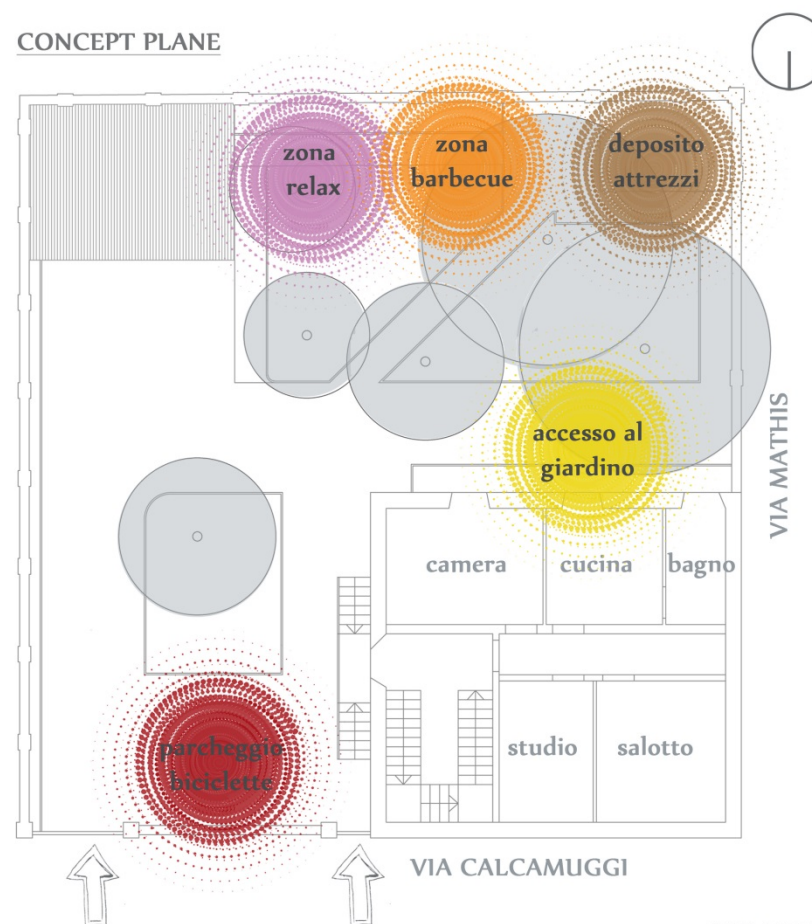 CONCEPT PLANE
zona
relax
zona
barbecue
deposito
attrezzi
accesso al
giardino
VIA MATHIS
camera
cucina
bagno
parcheggio
biciclette
studio
salotto
VIA CALCAMUGGI